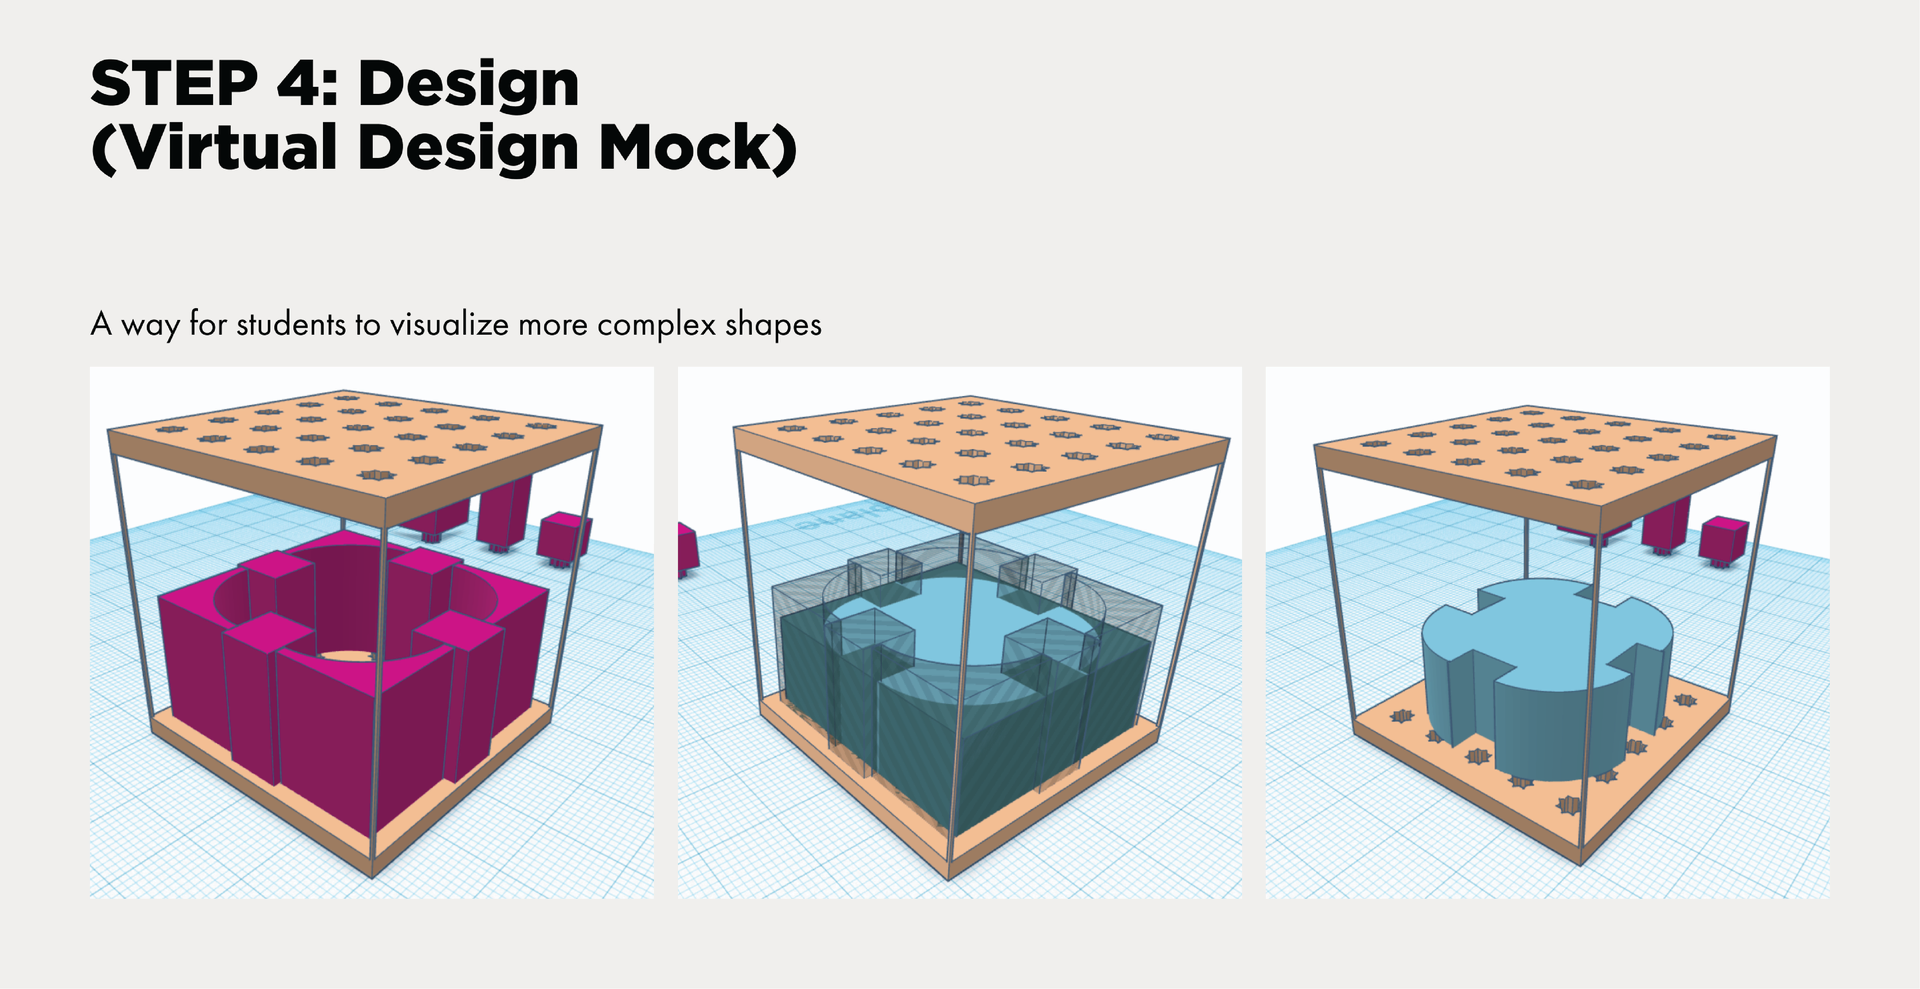 STEP 4: Design
(Virtual Design Mock)
A way for students to visualize more complex shapes